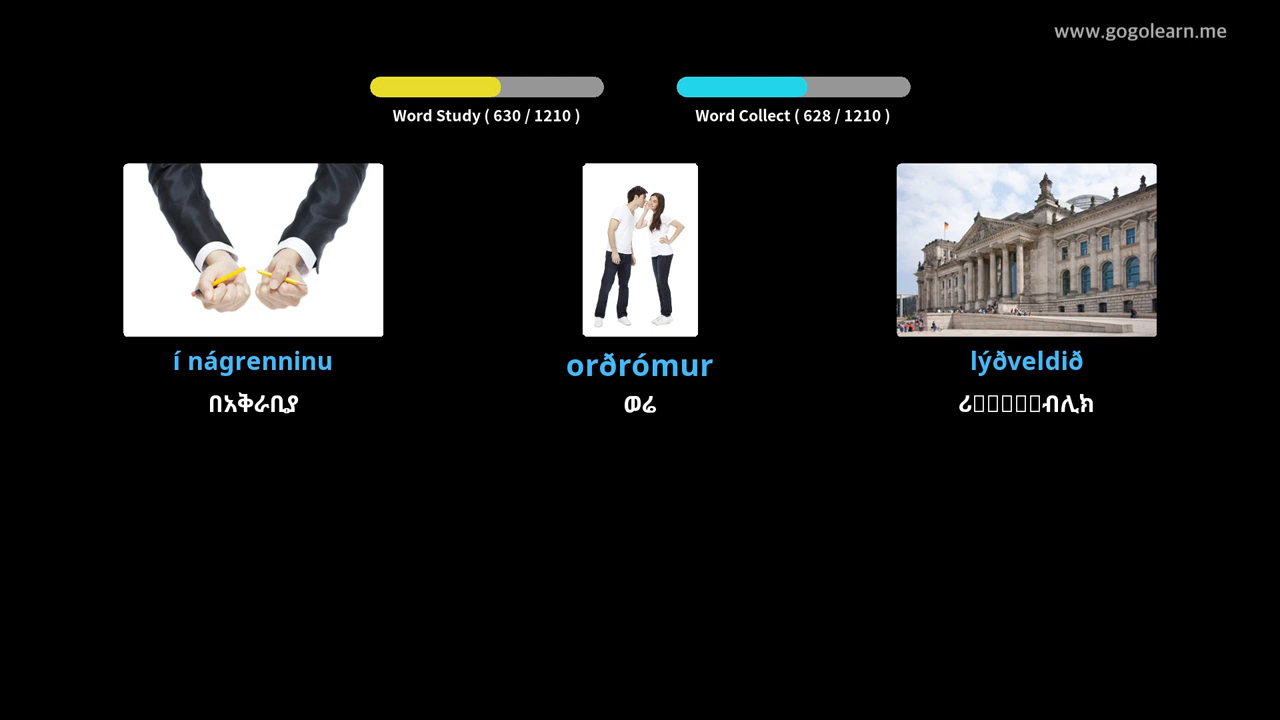 www.gogolearn.me
Word Study ( 630 / 1210 )
Word Collect ( 628 / 1210 )
í nágrenninu
orðrómur
lýðveldið
በአቅራቢያ
ወሬ